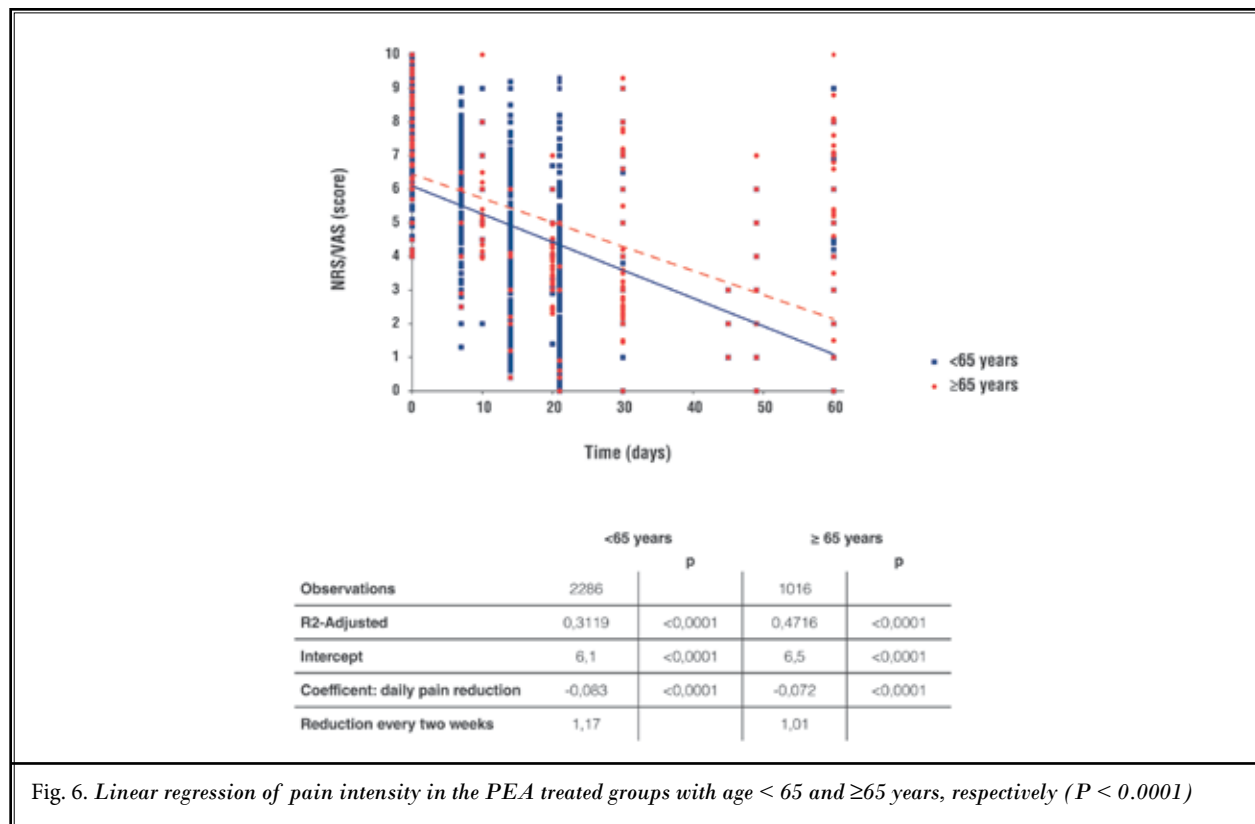 10
9
8
7
6
5
4
3
2
1
0
NRS/VAS (score)
0 10 20 30 40 50 60
Time (days)
<65 years
≥65 years
<65 years ≥ 65 years
p p
Observations 2286 1016
R2-Adjusted 0,3119 <0,0001 0,4716 <0,0001
Intercept 6,1 <0,0001 6,5 <0,0001
Coefficent: daily pain reduction -0,083 <0,0001 -0,072 <0,0001
Reduction every two weeks 1,17 1,01
Fig. 6. Linear regression of pain intensity in the PEA treated groups with age < 65 and ≥65 years, respectively (P < 0.0001)